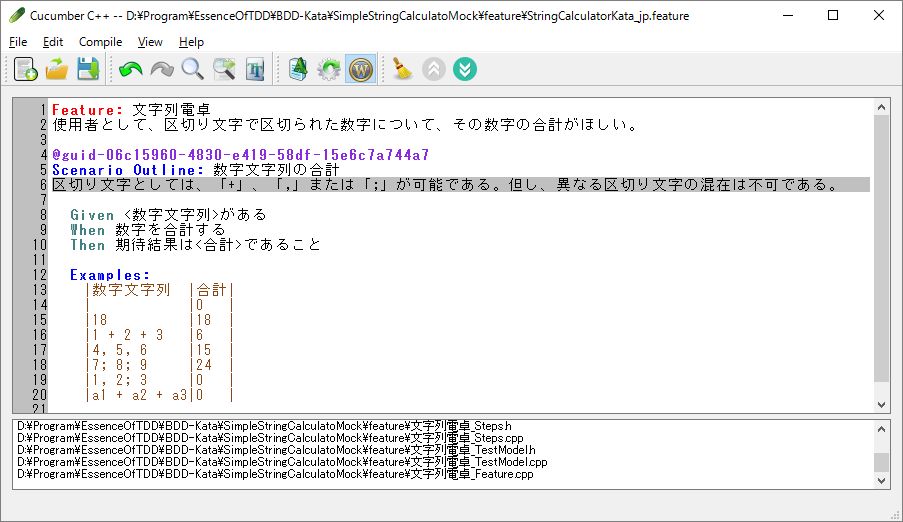 Cucumber C++ -- D:¥Program¥EssenceOfTDD¥BDD-Kata¥SimpleStringCalculatoMock¥feature¥StringCalculatorKata_jp.feature
File Edit Compile View Help
1 Feature: 文字列電卓
2 使用者として、区切り文字で区切られた数字について、その数字の合計がほしい。
3
4 @guid-06c15960-4830-e419-58df-15e6c7a744a7
5 Scenario Outline: 数字文字列の合計
6 区切り文字としては、「+」、「,」または「;」が可能である。但し、異なる区切り文字の混在は不可である。
7
8 Given <数字文字列>がある
9 When 数字を合計する
10 Then 期待結果は<合計>であること
11
12 Examples:
13 |数字文字列 |合計|
14 | |0 |
15 |18 |18 |
16 |1 + 2 + 3 |6 |
17 |4, 5, 6 |15 |
18 |7; 8; 9 |24 |
19 |1, 2; 3 |0 |
20 |a1 + a2 + a3|0 |
21
D:¥Program¥EssenceOfTDD¥BDD-Kata¥SimpleStringCalculatoMock¥feature¥文字列電卓_Steps.h
D:¥Program¥EssenceOfTDD¥BDD-Kata¥SimpleStringCalculatoMock¥feature¥文字列電卓_Steps.cpp
D:¥Program¥EssenceOfTDD¥BDD-Kata¥SimpleStringCalculatoMock¥feature¥文字列電卓_TestModel.h
D:¥Program¥EssenceOfTDD¥BDD-Kata¥SimpleStringCalculatoMock¥feature¥文字列電卓_TestModel.cpp
D:¥Program¥EssenceOfTDD¥BDD-Kata¥SimpleStringCalculatoMock¥feature¥文字列電卓_Feature.cpp